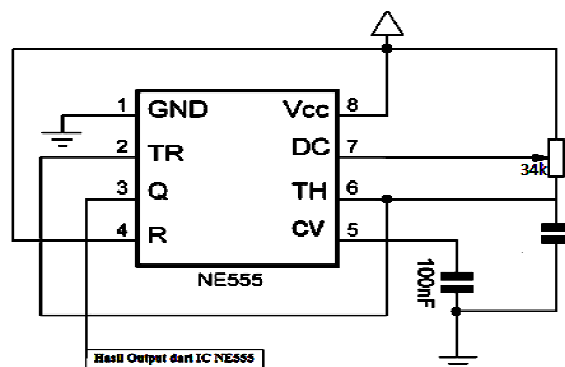 1 GND Vcc 8
2 TR DC 7
34k
3 Q TH 6
4 R CV 5
NE555
100nF
Hasil Output dari IC NE555